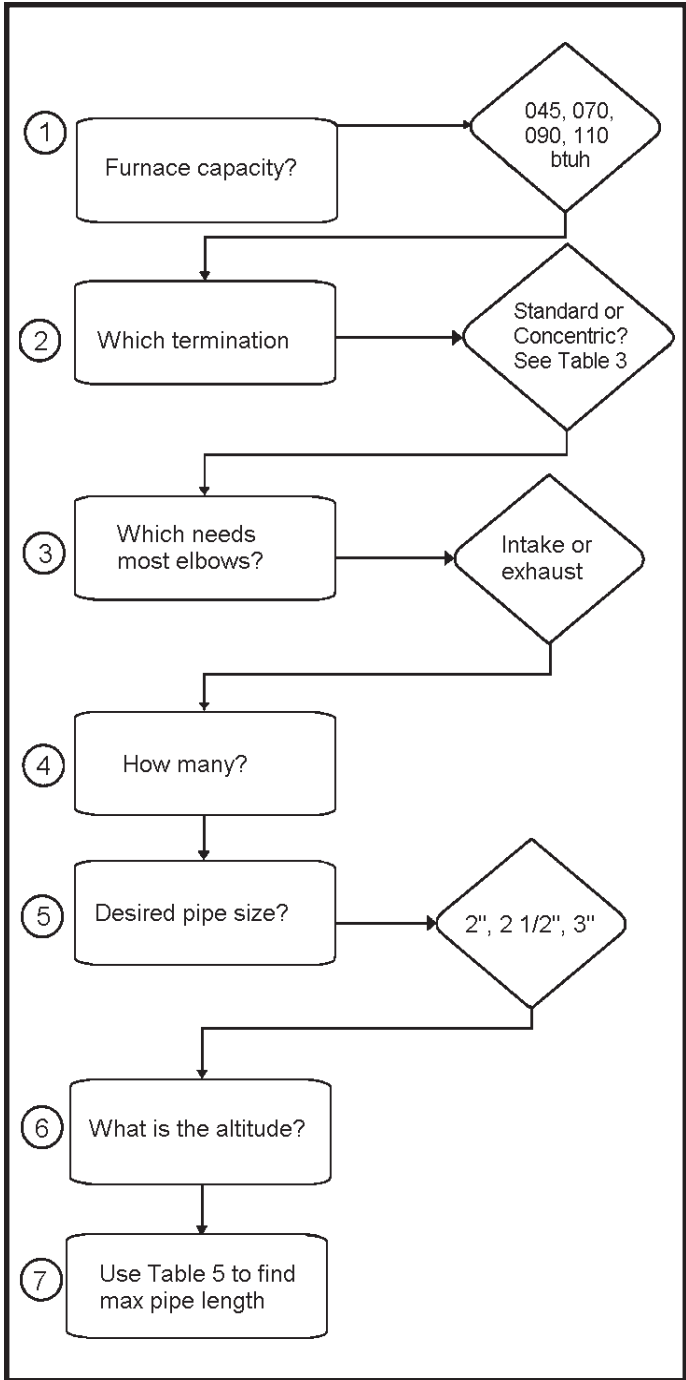 1
Furnace capacity?
045, 070,
090, 110
btuh
2
Which termination
Standard or
Concentric?
See Table 3
3
Which needs
most elbows?
Intake or
exhaust
4
How many?
5
Desired pipe size?
2", 2 1/2", 3"
6
What is the altitude?
7
Use Table 5 to find
max pipe length